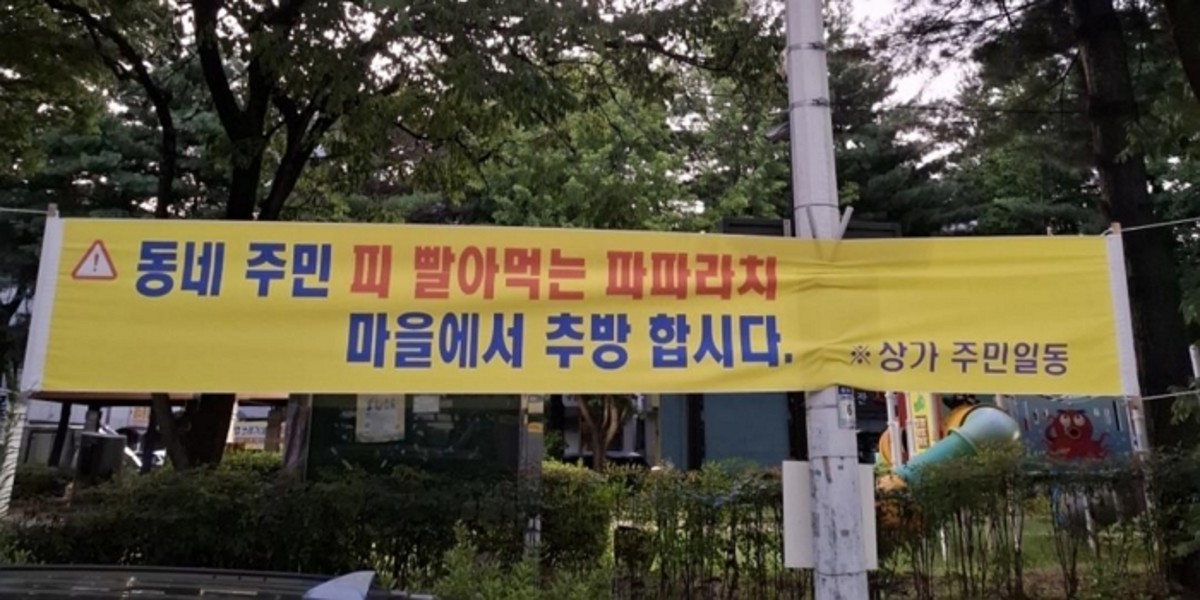 동네 주민 피 빨아먹는 파파라치
마을에서 추방 합시다.
※상가 주민일동